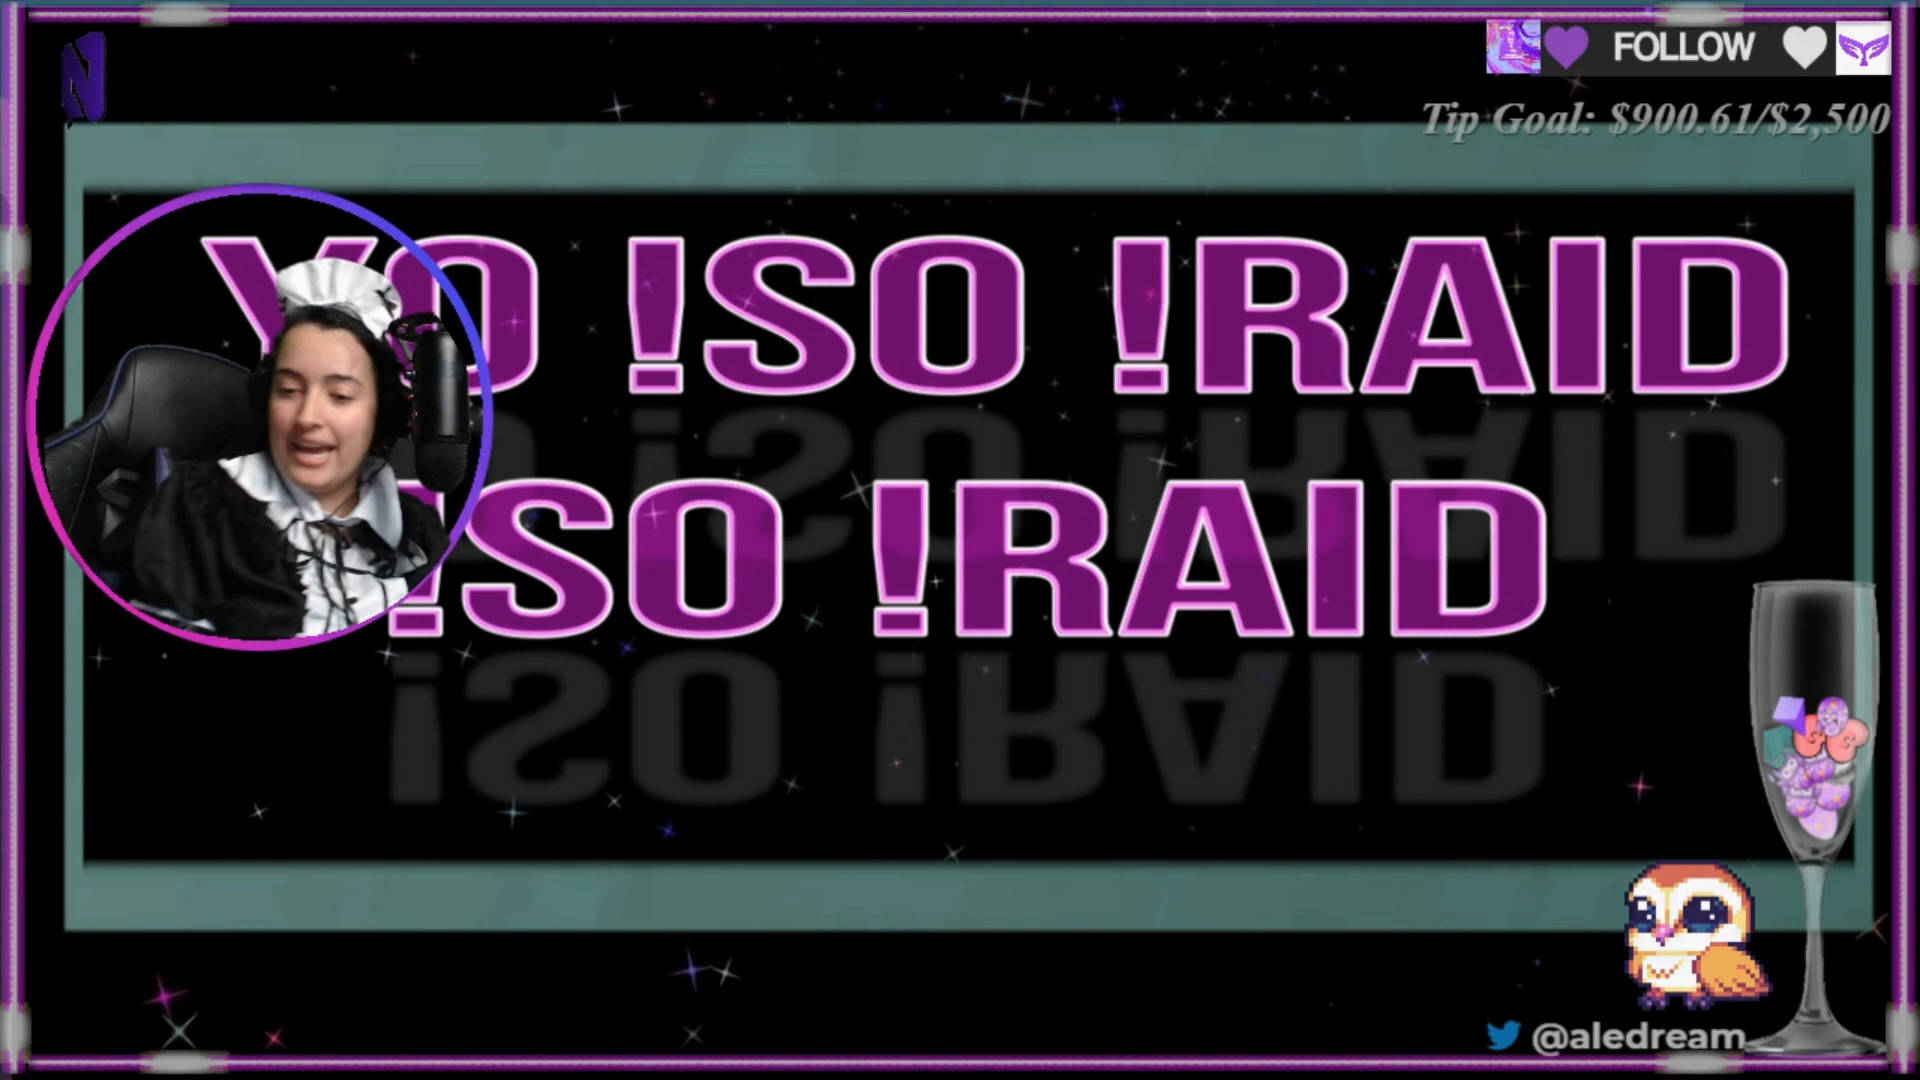 N
FOLLOW
Tip Goal: $900.61/$2,500
YO !SO !RAID
!SO !RAID
@aledream